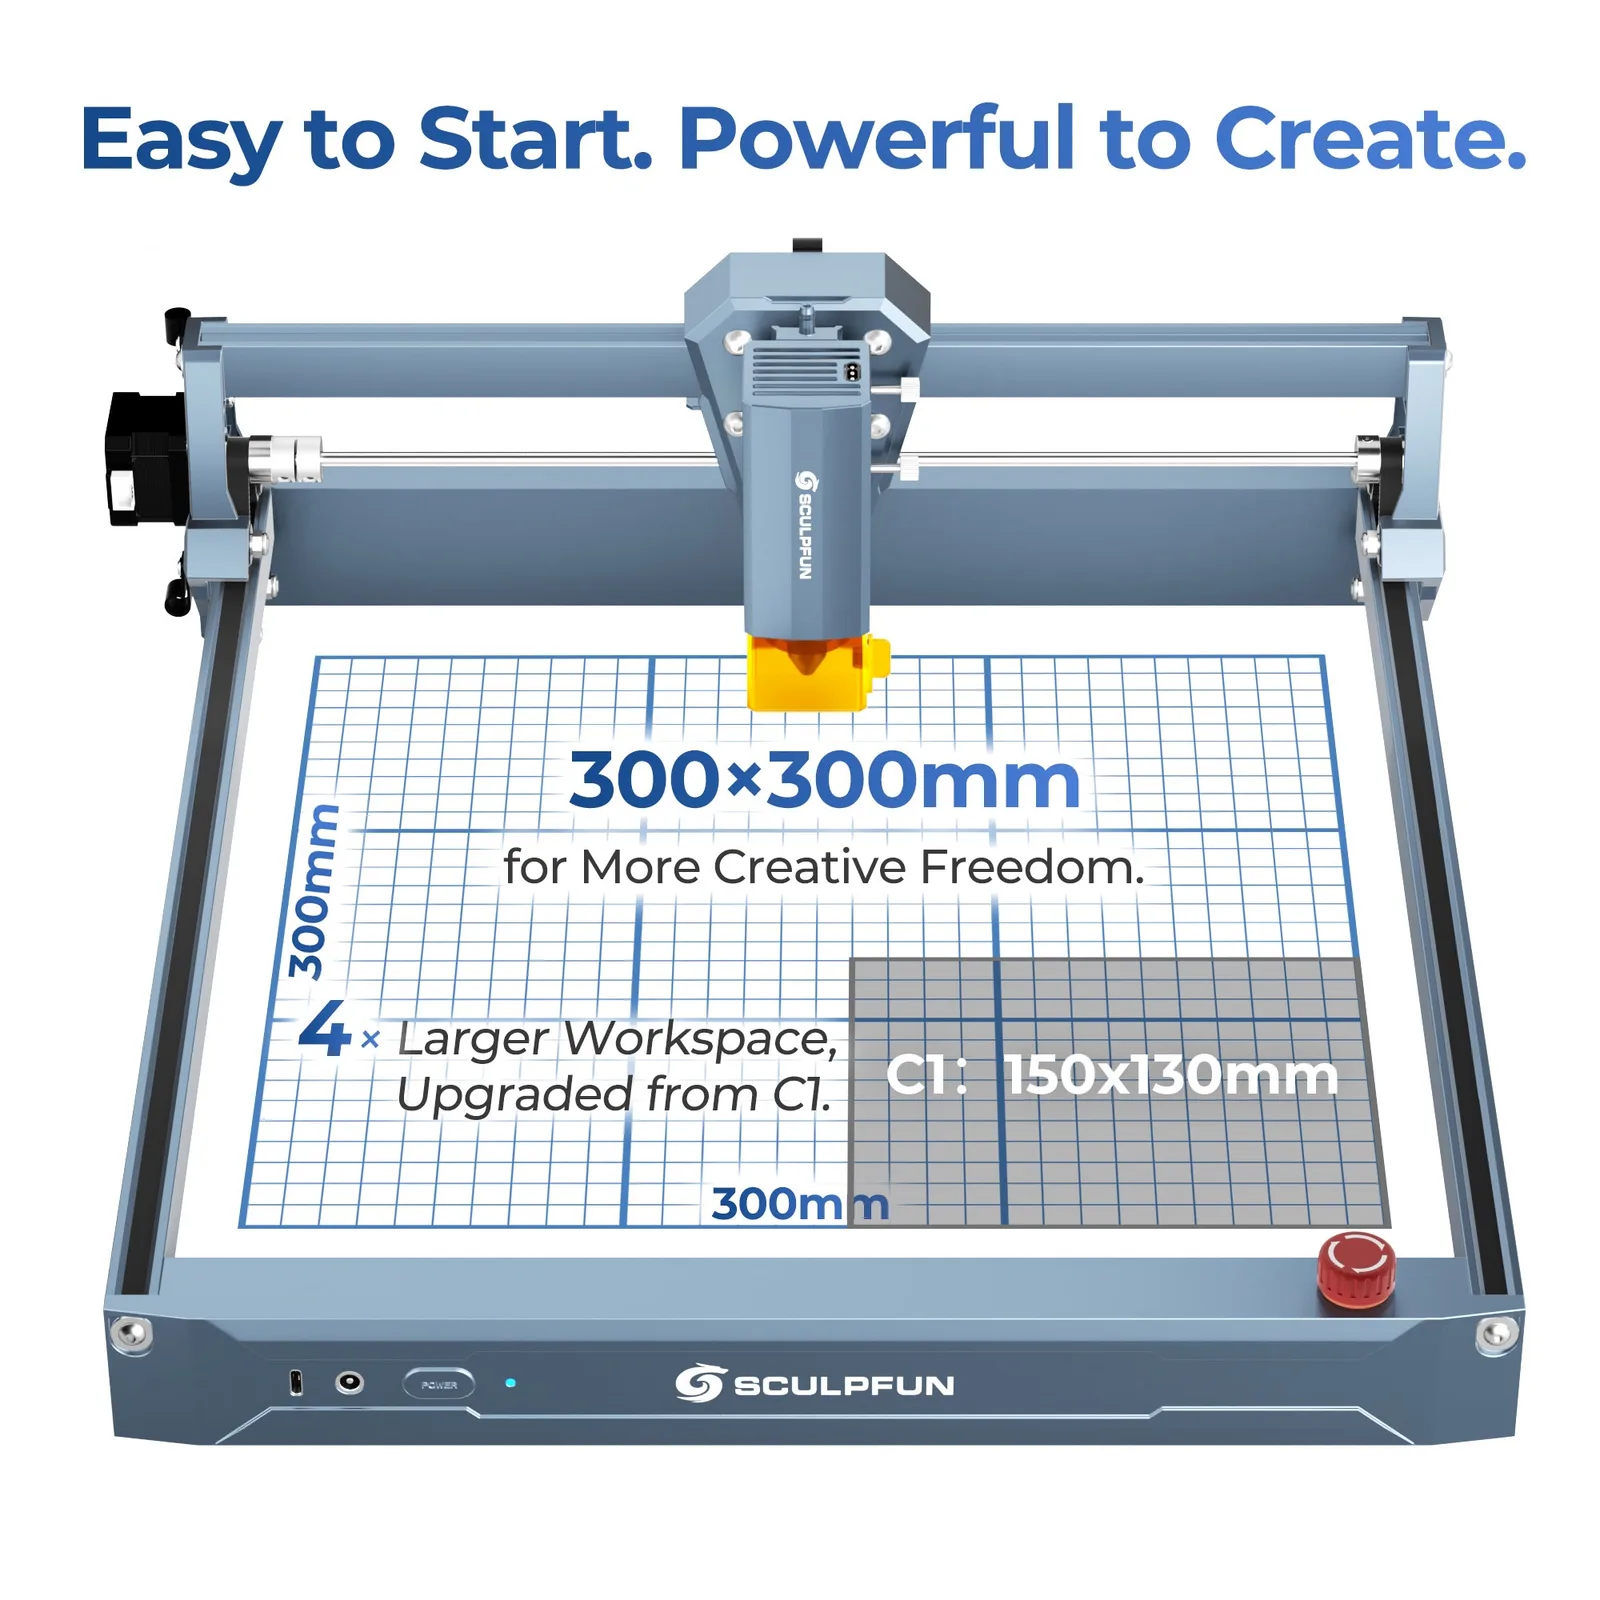 Easy to Start. Powerful to Create.
SCULPFUN
300×300mm
for More Creative Freedom.
300mm
4× Larger Workspace,
Upgraded from C1.
C1: 150x130mm
300mm
POWER
SCULPFUN